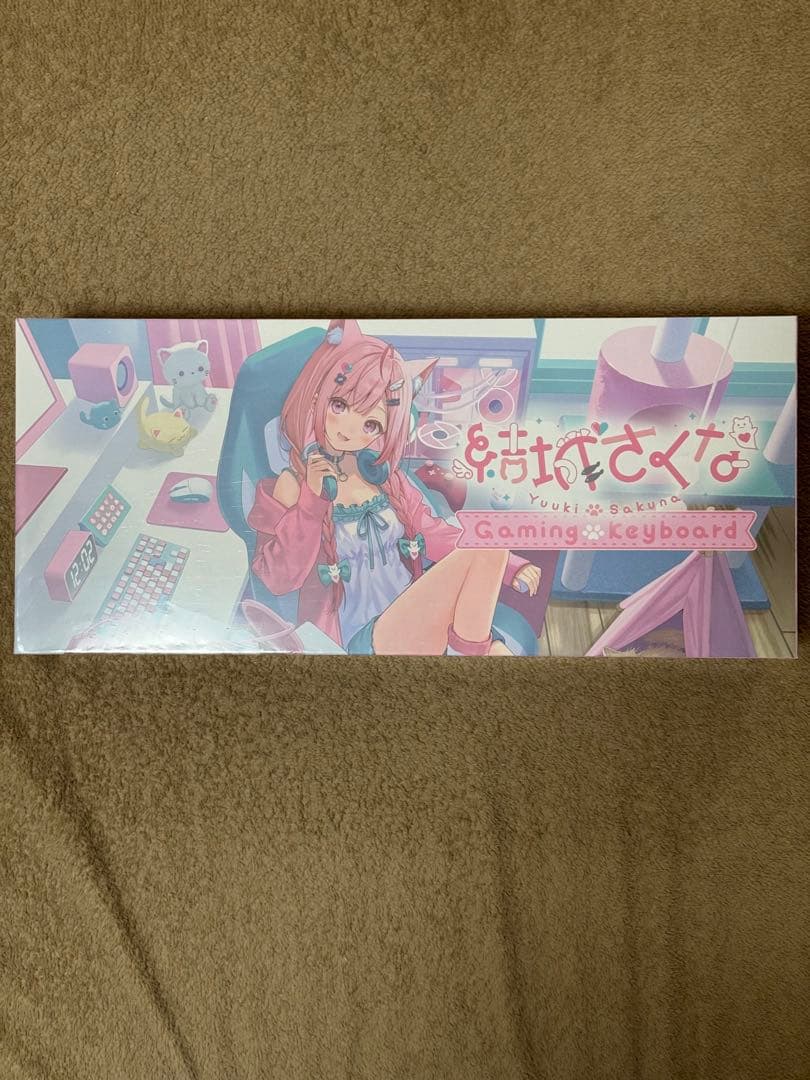 結城さくな
Yuuki Sakuna
Gaming Keyboard
12:02